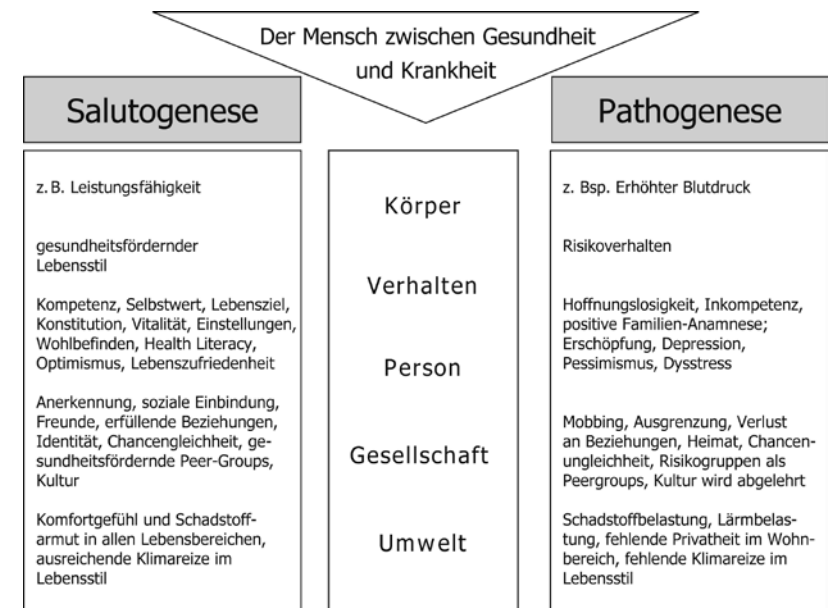 Der Mensch zwischen Gesundheit
und Krankheit
Salutogenese
z. B. Leistungsfähigkeit
gesundheitsfördernder
Lebensstil
Kompetenz, Selbstwert, Lebensziel,
Konstitution, Vitalität, Einstellungen,
Wohlbefinden, Health Literacy,
Optimismus, Lebenszufriedenheit
Anerkennung, soziale Einbindung,
Freunde, erfüllende Beziehungen,
Identität, Chancengleichheit, ge-
sundheitsfördernde Peer-Groups,
Kultur
Komfortgefühl und Schadstoff-
armut in allen Lebensbereichen,
ausreichende Klimareize im
Lebensstil
Körper
Verhalten
Person
Gesellschaft
Umwelt
Pathogenese
z. Bsp. Erhöhter Blutdruck
Risikoverhalten
Hoffnungslosigkeit, Inkompetenz,
positive Familien-Anamnese;
Erschöpfung, Depression,
Pessimismus, Dysstress
Mobbing, Ausgrenzung, Verlust
an Beziehungen, Heimat, Chancen-
ungleichheit, Risikogruppen als
Peergroups, Kultur wird abgelehrt
Schadstoffbelastung, Lärmbelas-
tung, fehlende Privatheit im Wohn-
bereich, fehlende Klimareize im
Lebensstil